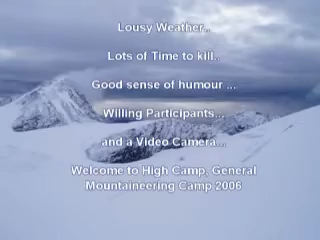 Lousy Weather..
Lots of Time to kill..
Good sense of humour ...
Willing Participants...
and a Video Camera...
Welcome to High Camp, General
Mountaineering Camp 2006